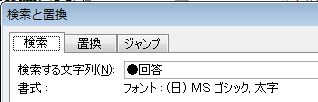 検索と置換
検索 置換 ジャンプ
検索する文字列(N): ●回答
書式: フォント:(日) MS ゴシック, 太字